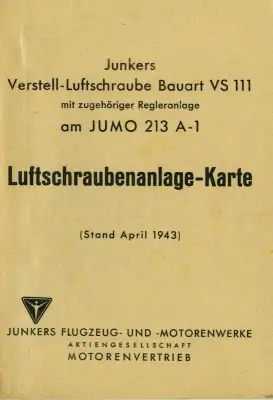 Junkers
Verstell-Luftschraube Bauart VS 111
mit zugehöriger Regleranlage
am JUMO 213 A-1
Luftschraubenanlage-Karte
(Stand April 1943)
JUNKERS FLUGZEUG- UND -MOTORENWERKE
AKTIENGESELLSCHAFT
MOTORENVERTRIEB